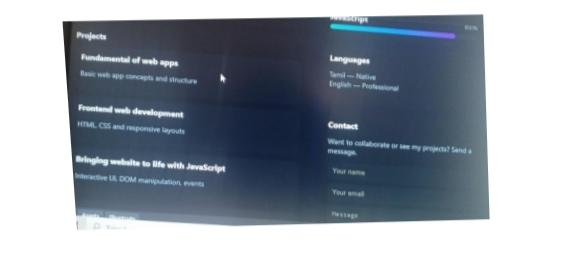 Projects
Fundamental of web apps
Basic web app concepts and structure
Frontend web development
HTML, CSS and responsive layouts
Bringing website to life with JavaScript
Interactive UI, DOM manipulation, events
JavaScript
Languages
Tamil — Native
English — Professional
Contact
Want to collaborate or see my projects? Send a
message.
Your name
Your email
Message